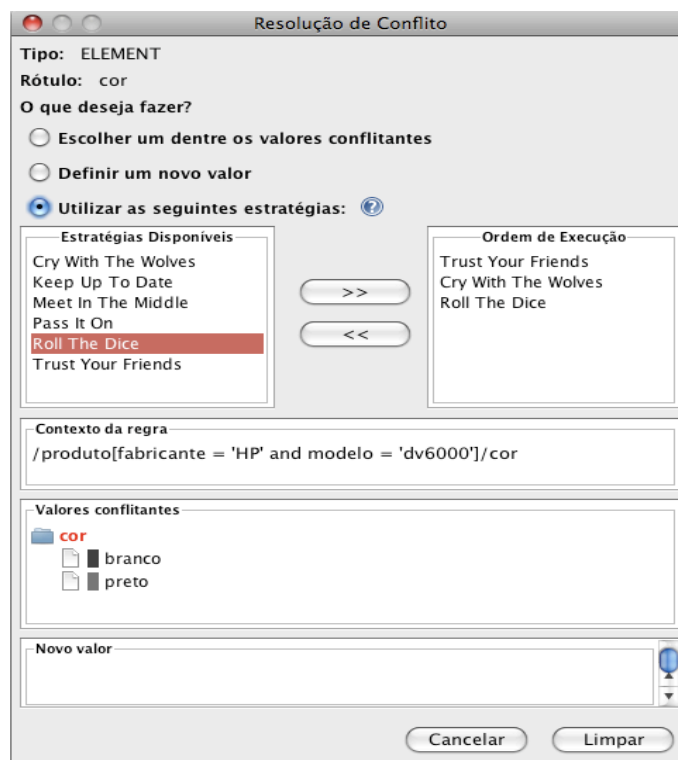 Resolução de Conflito
Tipo: ELEMENT
Rótulo: cor
O que deseja fazer?
Escolher um dentre os valores conflitantes
Definir um novo valor
Utilizar as seguintes estratégias: ?
Estratégias Disponíveis
Cry With The Wolves
Keep Up To Date
Meet In The Middle
Pass It On
Roll The Dice
Trust Your Friends
>>
<<
Ordem de Execução
Trust Your Friends
Cry With The Wolves
Roll The Dice
Contexto da regra
/produto[fabricante = 'HP' and modelo = 'dv6000']/cor
Valores conflitantes
cor
branco
preto
Novo valor
Cancelar Limpar